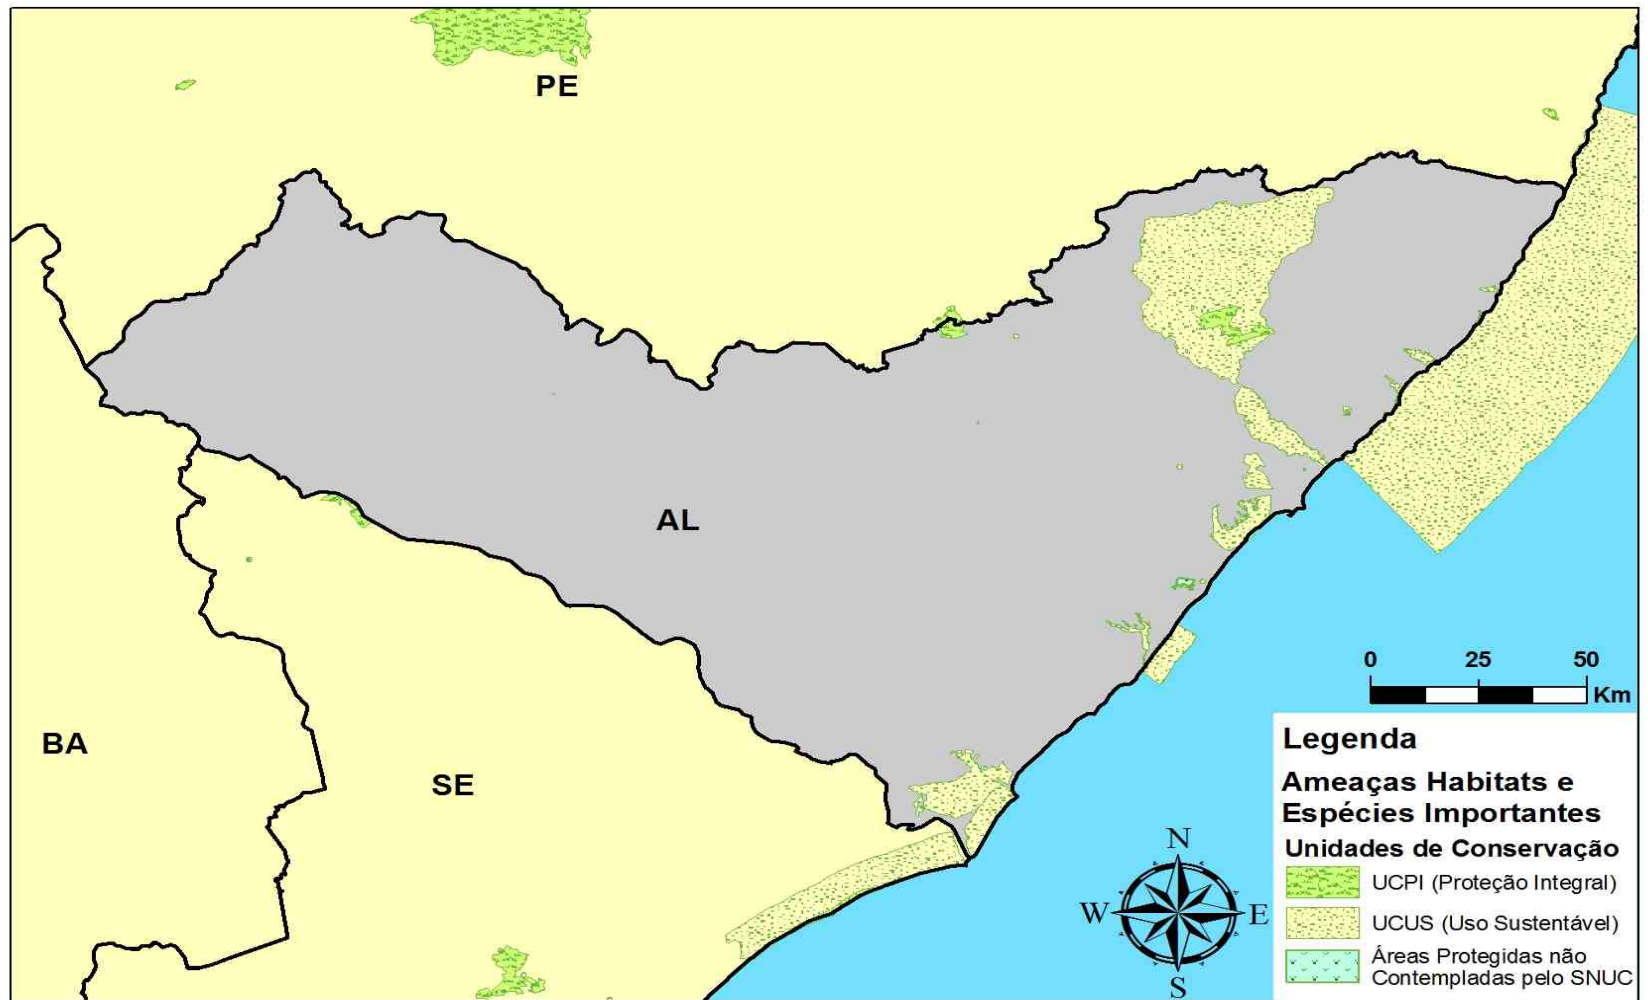 PE
AL
BA
SE
0 25 50
Km
Legenda
Ameaças Habitats e
Espécies Importantes
Unidades de Conservação
UCPI (Proteção Integral)
UCUS (Uso Sustentável)
Áreas Protegidas não
Contempladas pelo SNUC
N
W E
S